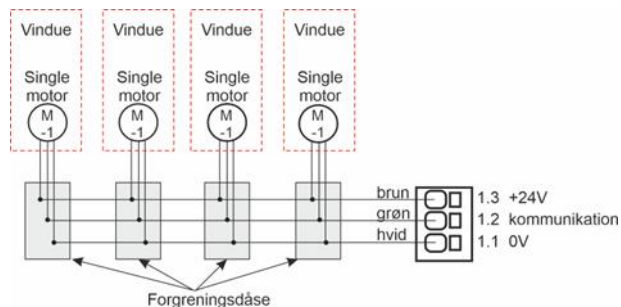 Vindue Vindue Vindue Vindue
Single Single Single Single
motor motor motor motor
M M M M
-1 -1 -1 -1
brun 1.3 +24V
grøn 1.2 kommunikation
hvid 1.1 0V
Forgreningsdåse